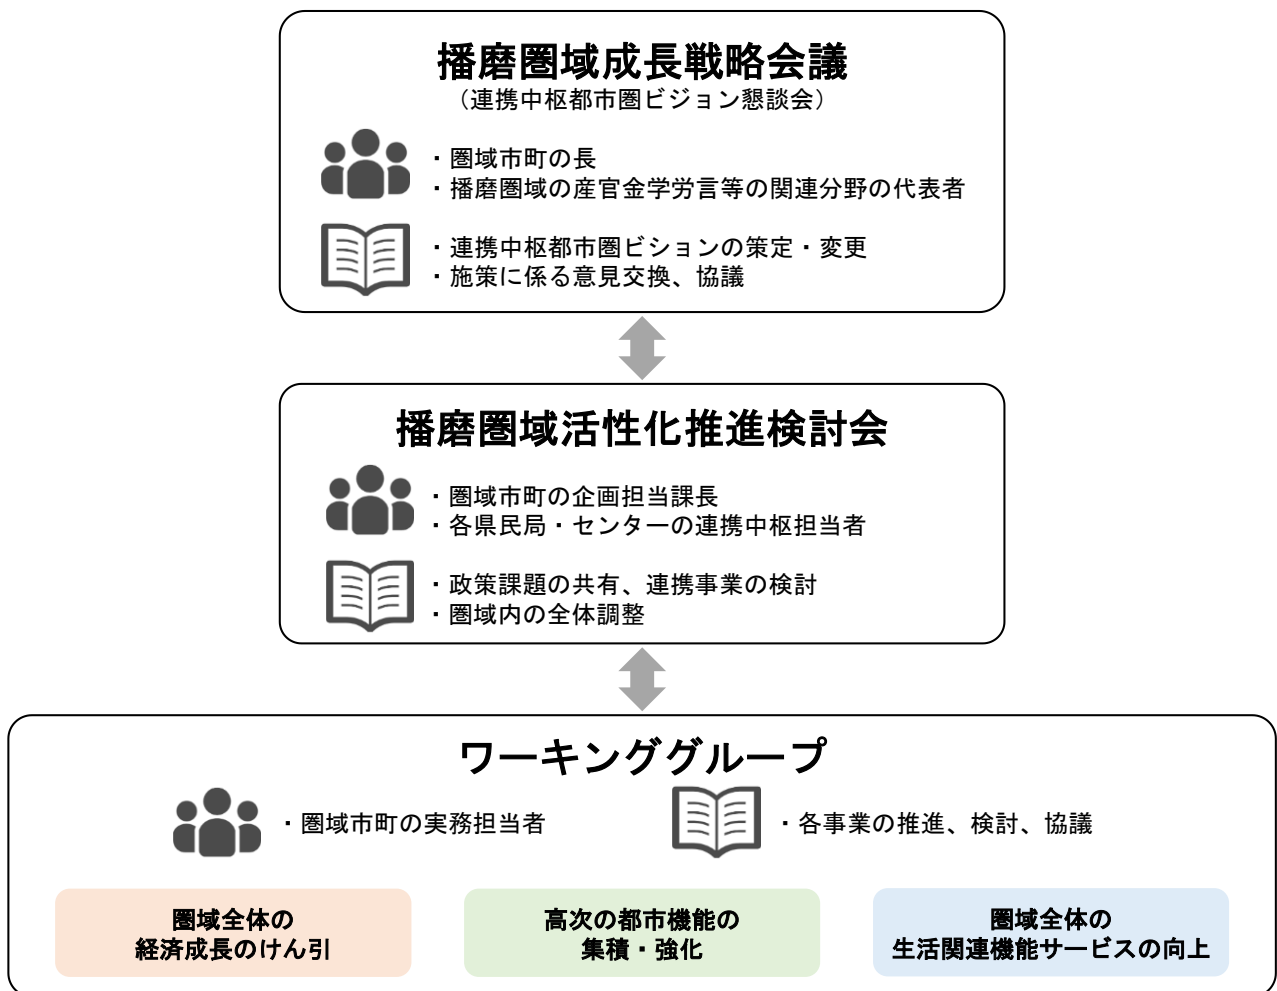 播磨圏域成長戦略会議
（連携中枢都市圏ビジョン懇談会）
・圏域市町の長
・播磨圏域の産官金学労言等の関連分野の代表者
・連携中枢都市圏ビションの策定・変更
・施策に係る意見交換、協議
播磨圏域活性化推進検討会
・圏域市町の企画担当課長
・各県民局・センターの連携中枢担当者
・政策課題の共有、連携事業の検討
・圏域内の全体調整
ワーキンググループ
・圏域市町の実務担当者
・各事業の推進、検討、協議
圏域全体の
経済成長のけん引
高次の都市機能の
集積・強化
圏域全体の
生活関連機能サービスの向上